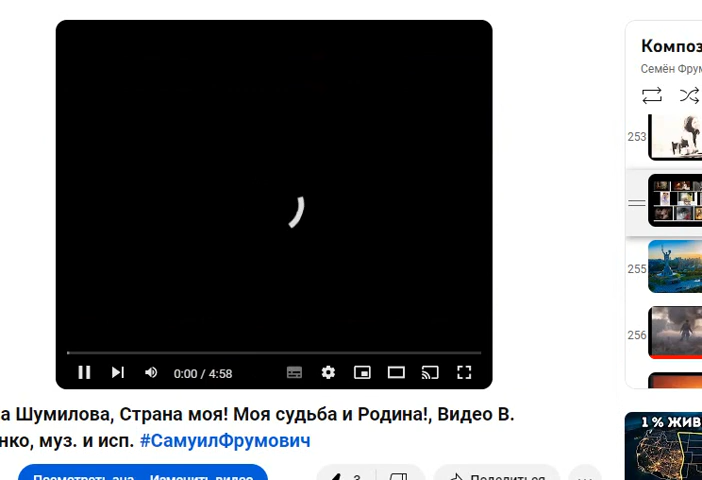 Композ
Семён Фрум
253
255
256
0:00 / 4:58
а Шумилова, Страна моя! Моя судьба и Родина!, Видео В.
нко, муз. и исп. #СамуилФрумович
Посмотреть ана Изменить видео
3
Поделиться
1 % ЖИВ